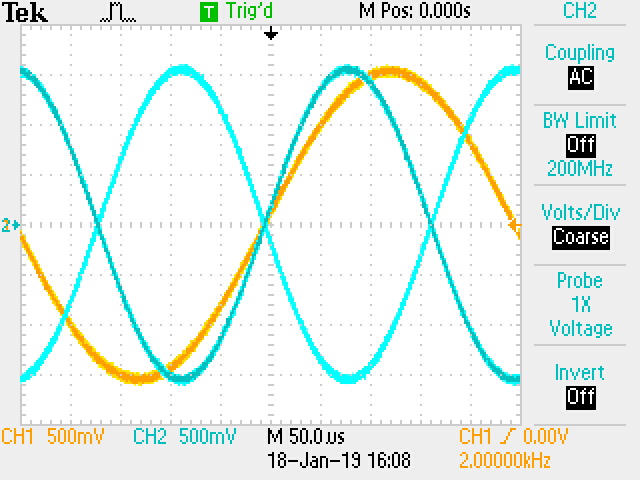 Tek T Trig'd M Pos: 0.000s CH2
Coupling
AC
BW Limit
Off
200MHz
Volts/Div
Coarse
2
Probe
1X
Voltage
Invert
Off
CH1 500mV CH2 500mV M 50.0us CH1 0.00V
18-Jan-19 16:08 2.00000kHz